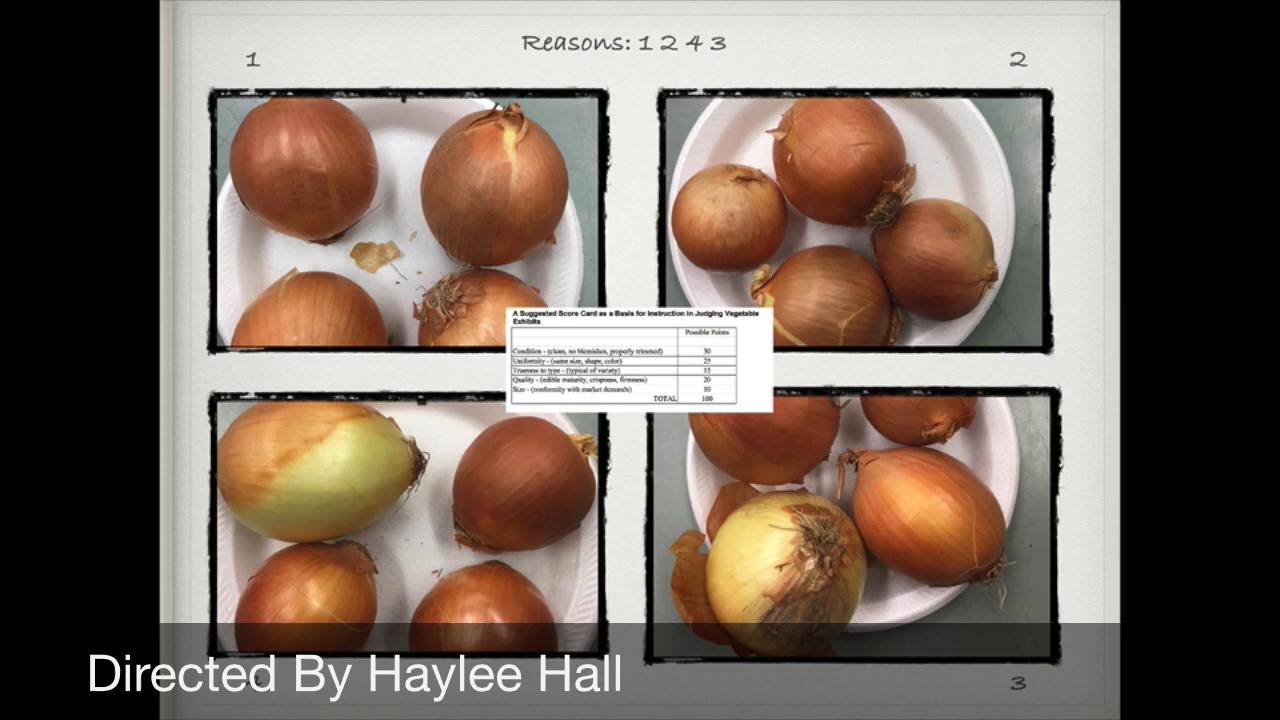 Reasons: 1 2 4 3
1
2
A Suggested Score Card as a Basis for Instruction in Judging Vegetable
Exhibits
Possible Points
Condition - (clean, no blemishes, properly trimmed) 30
Uniformity - (same size, shape, color) 25
Trueness to type - (typical of variety) 15
Quality - (edible maturity, crispness, firmness) 20
Size - (conformity with market demands) 10
TOTAL 100
Directed By Haylee Hall
3